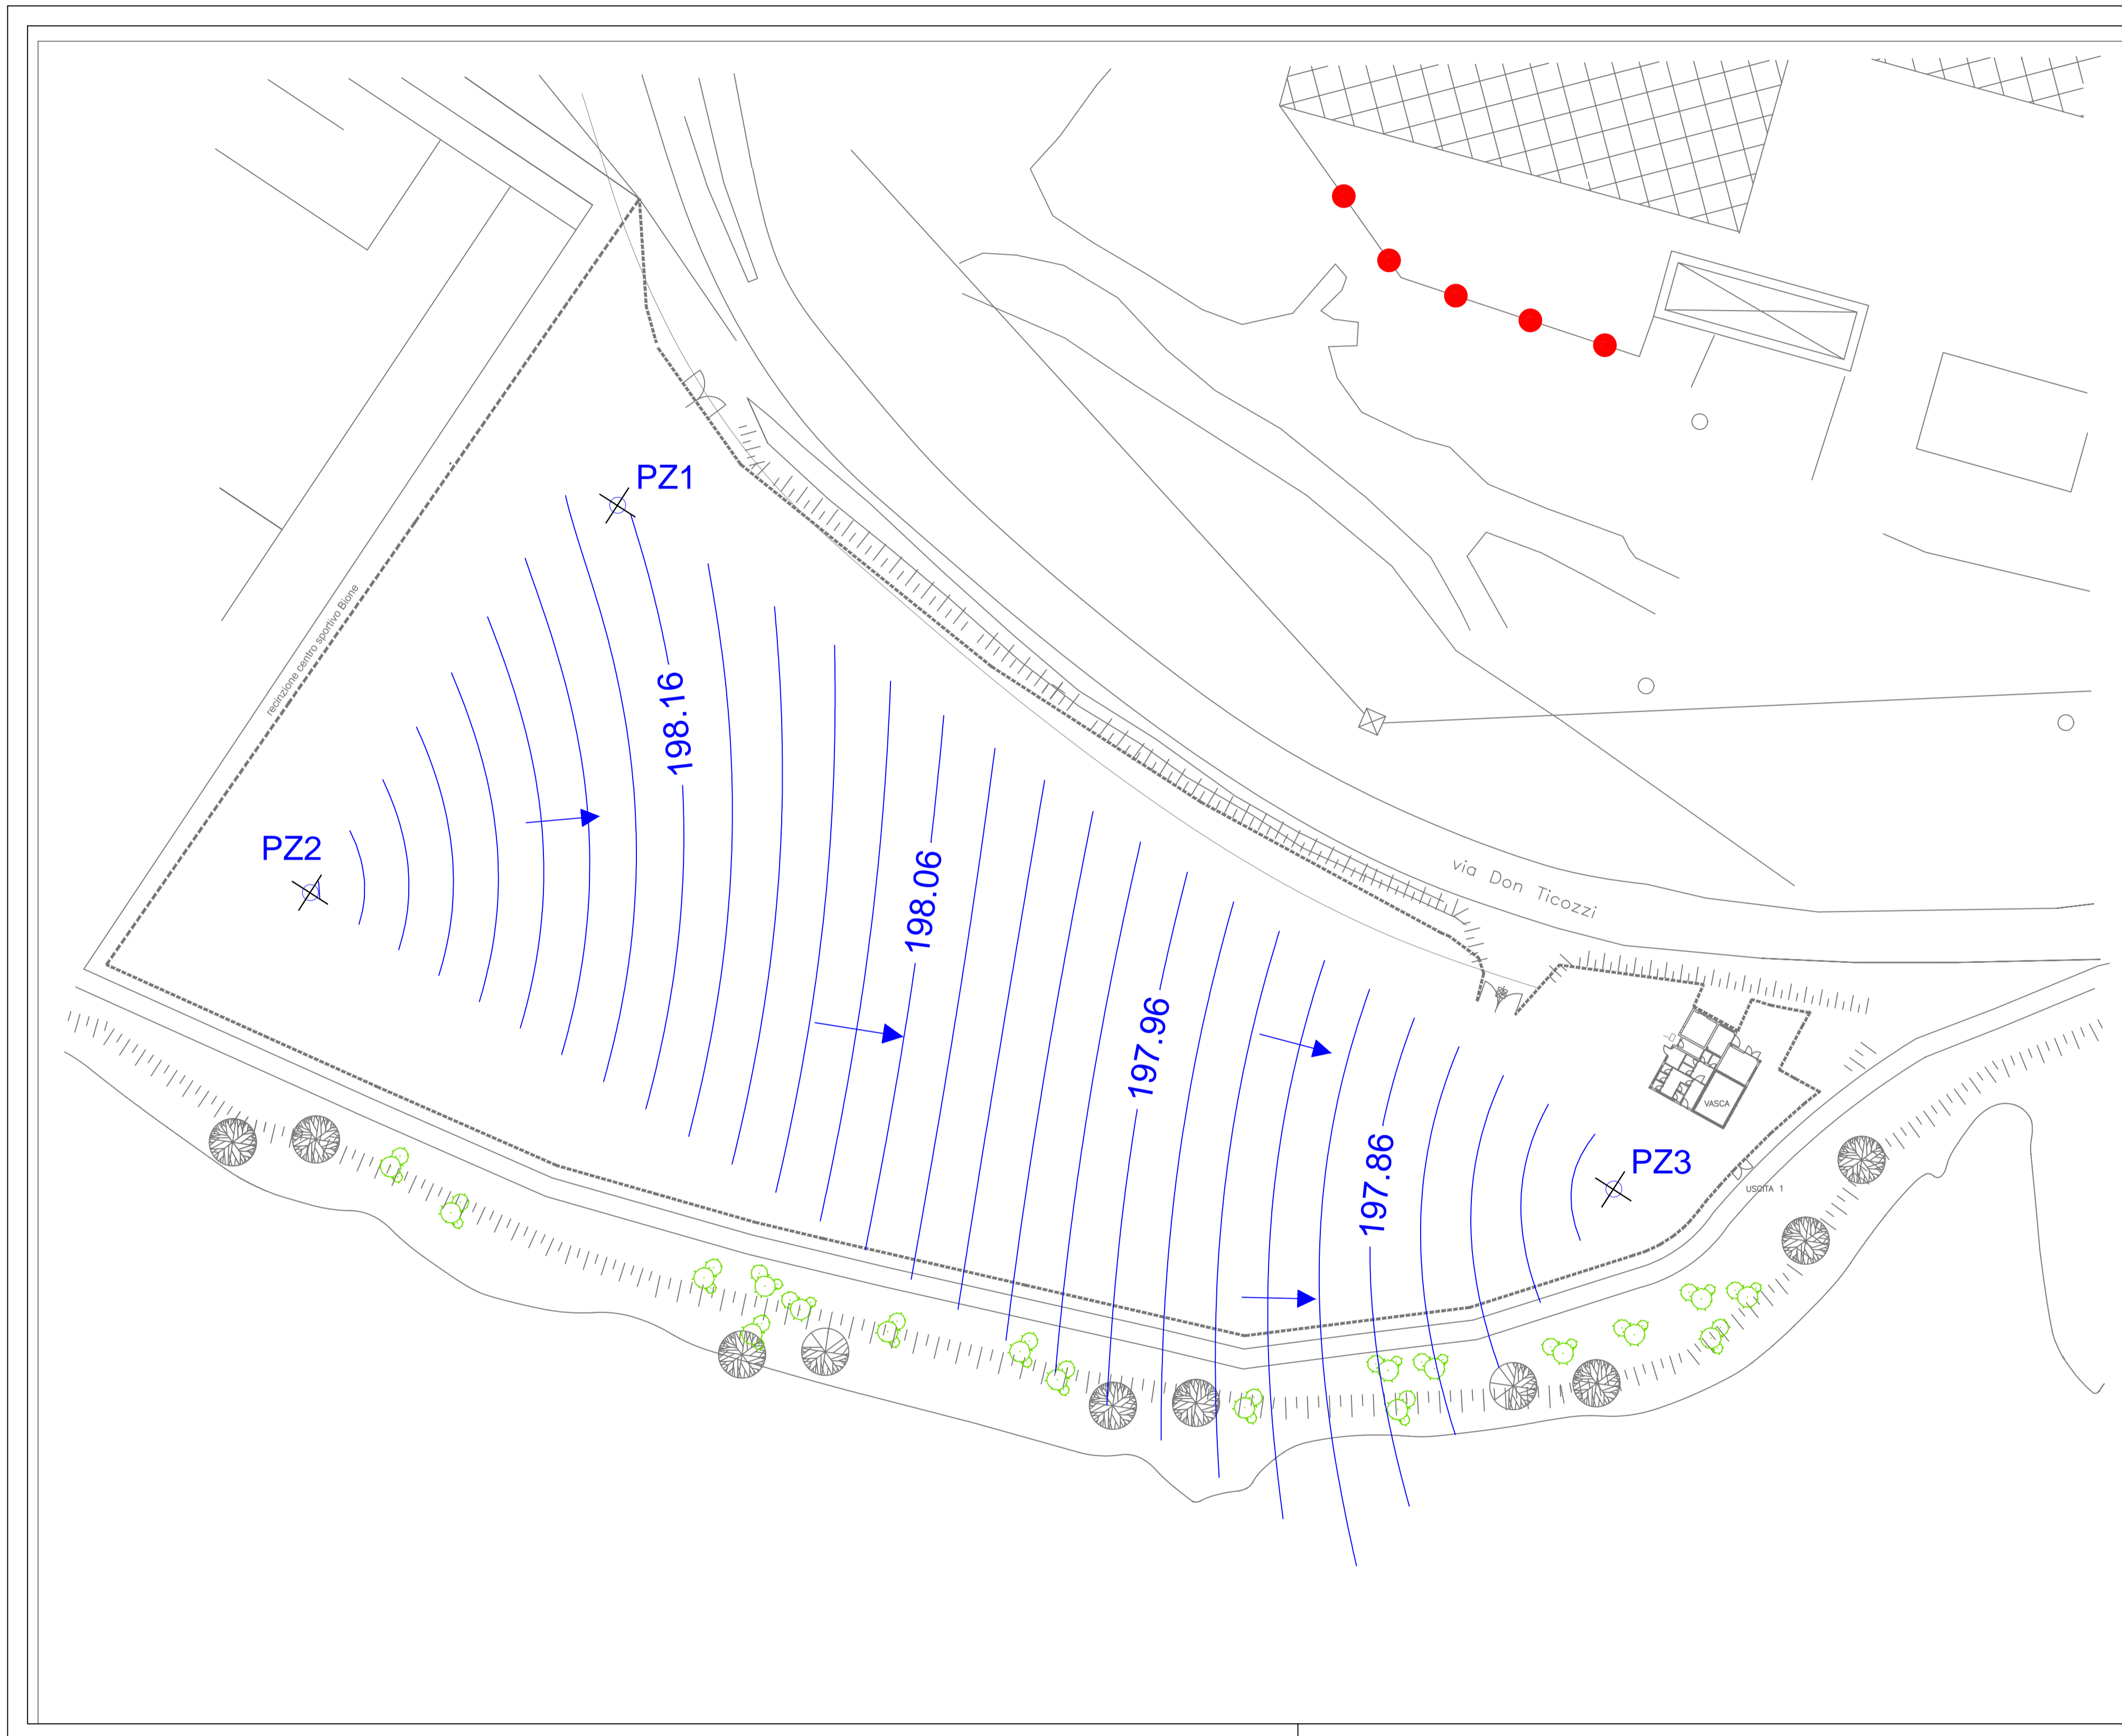 PZ1
recinzione centro sportivo Bione
198.16
PZ2
198.06
via Don Ticozzi
197.96
VASCA
197.86
PZ3
USCITA 1